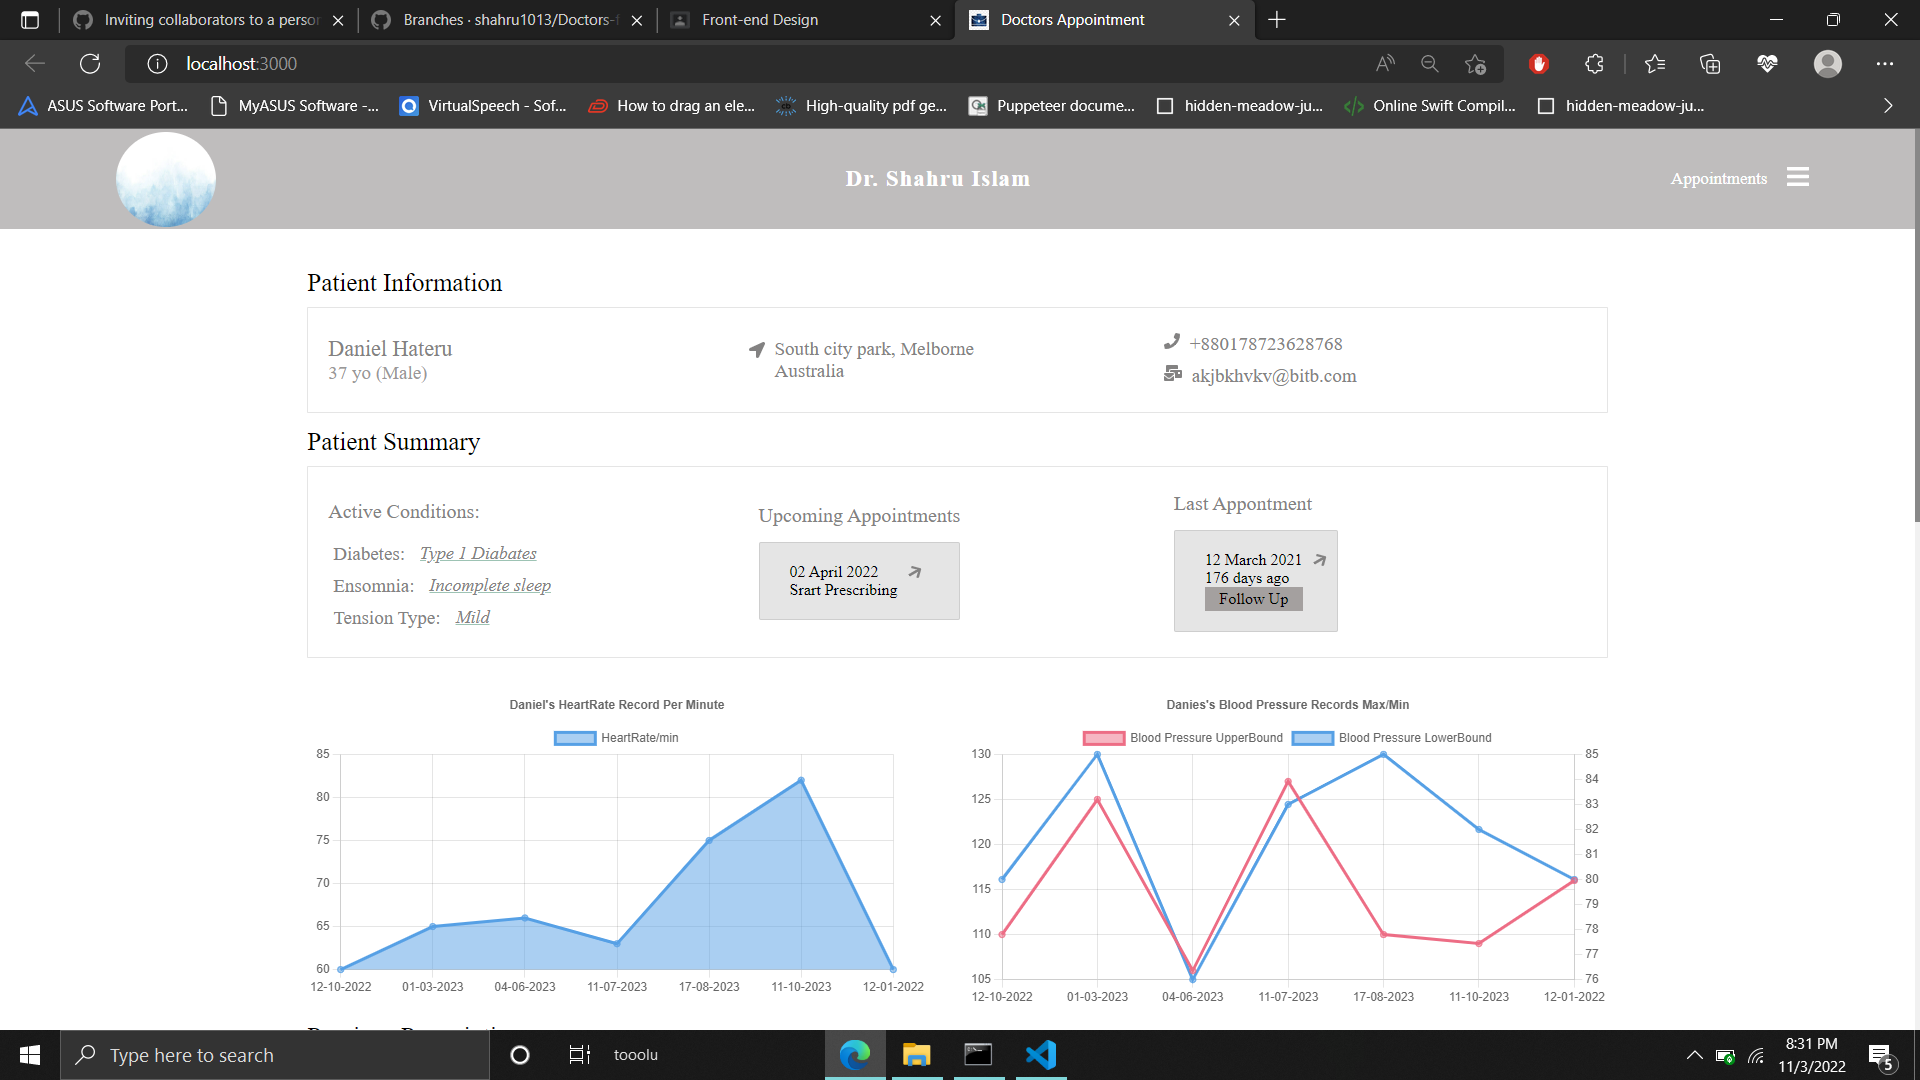 Inviting collaborators to a person
Branches · shahru1013/Doctors-f
Front-end Design
Doctors Appointment
localhost:3000
ASUS Software Port...
MyASUS Software -...
VirtualSpeech - Sof...
How to drag an ele...
High-quality pdf ge...
Puppeteer docume...
hidden-meadow-ju...
Online Swift Compil...
hidden-meadow-ju...
Dr. Shahru Islam
Appointments
Patient Information
Daniel Hateru
37 yo (Male)
South city park, Melborne
Australia
+880178723628768
akjbkhvkv@bitb.com
Patient Summary
Active Conditions:
Diabetes: Type 1 Diabates
Ensomnia: Incomplete sleep
Tension Type: Mild
Upcoming Appointments
02 April 2022
Srart Prescribing
Last Appontment
12 March 2021
176 days ago
Follow Up
Daniel's HeartRate Record Per Minute
HeartRate/min
85
80
75
70
65
60
12-10-2022 01-03-2023 04-06-2023 11-07-2023 17-08-2023 11-10-2023 12-01-2022
Danies's Blood Pressure Records Max/Min
Blood Pressure UpperBound Blood Pressure LowerBound
130
125
120
115
110
105
85
84
83
82
81
80
79
78
77
76
12-10-2022 01-03-2023 04-06-2023 11-07-2023 17-08-2023 11-10-2023 12-01-2022
Type here to search
tooolu
8:31 PM
11/3/2022
5